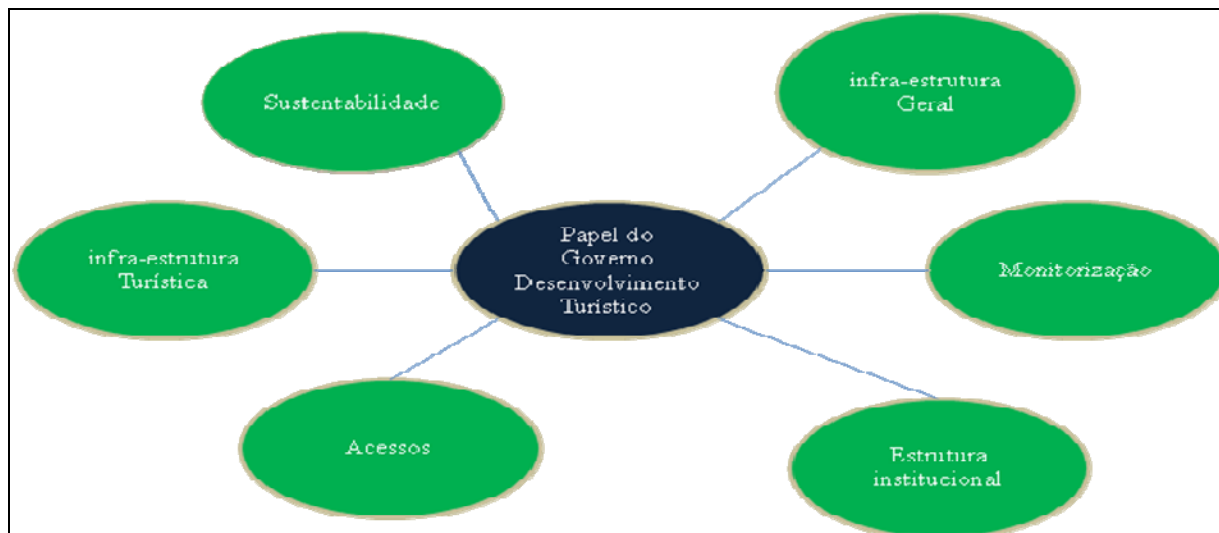 Sustentabilidade
infra-estrutura
Geral
infra-estrutura
Turística
Papel do
Governo
Desenvolvimento
Turístico
Monitorização
Acessos
Estrutura
institucional